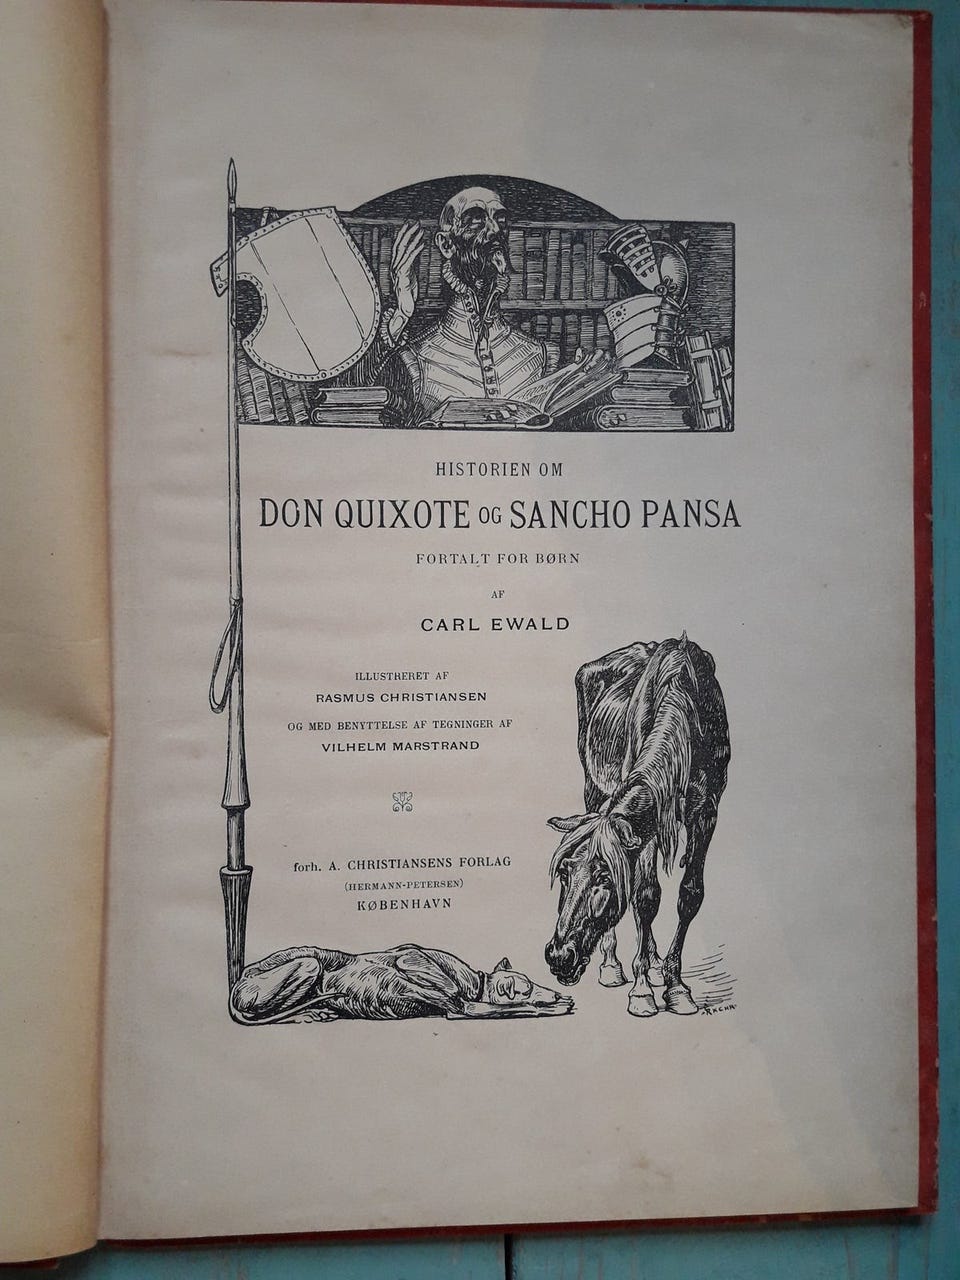 HISTORIEN OM
DON QUIXOTE OG SANCHO PANSA
FORTALT FOR BØRN
AF
CARL EWALD
ILLUSTRERET AF
RASMUS CHRISTIANSEN
OG MED BENYTTELSE AF TEGNINGER AF
VILHELM MARSTRAND
forh. A. CHRISTIANSENS FORLAG
(HERMANN-PETERSEN)
KØBENHAVN